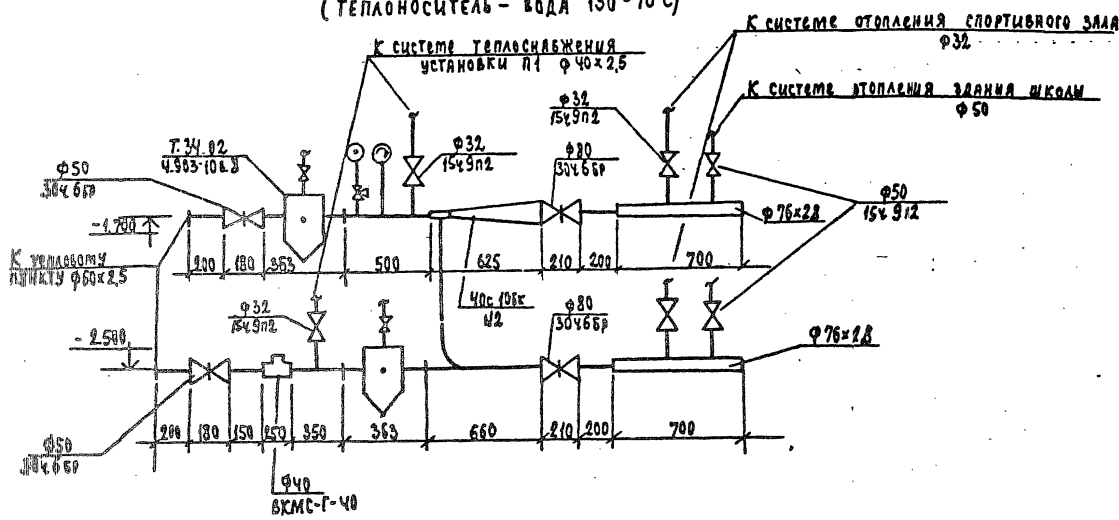 (ТЕПЛОНОСИТЕЛЬ - ВОДА 150-70°С)
К СИСТЕМЕ ОТОПЛЕНИЯ СПОРТИВНОГО ЗАЛА
Ф32
К СИСТЕМЕ ТЕПЛОСНАБЖЕНИЯ
УСТАНОВКИ П1 Ф40×2,5
К СИСТЕМЕ ОТОПЛЕНИЯ ЗДАНИЯ ШКОЛЫ
Ф50
Ф32
15ч9п2
Т.34.02
4.903-10в.8
Ф32
15ч9п2
Ф80
30ч6бр
Ф50
30ч6бр
Ф50
15ч9п2
-1.700
Ф76×2.8
К ТЕПЛОВОМУ
ПУНКТУ Ф60×2,5
200 180 363 500 625 210 200 700
40с10бк
N2
Ф32
15ч9п2
Ф80
30ч6бр
-2.500
Ф76×2,8
200 180 150 250 350 363 660 210 200 700
Ф50
30ч6бр
Ф40
ВКМС-Г-40